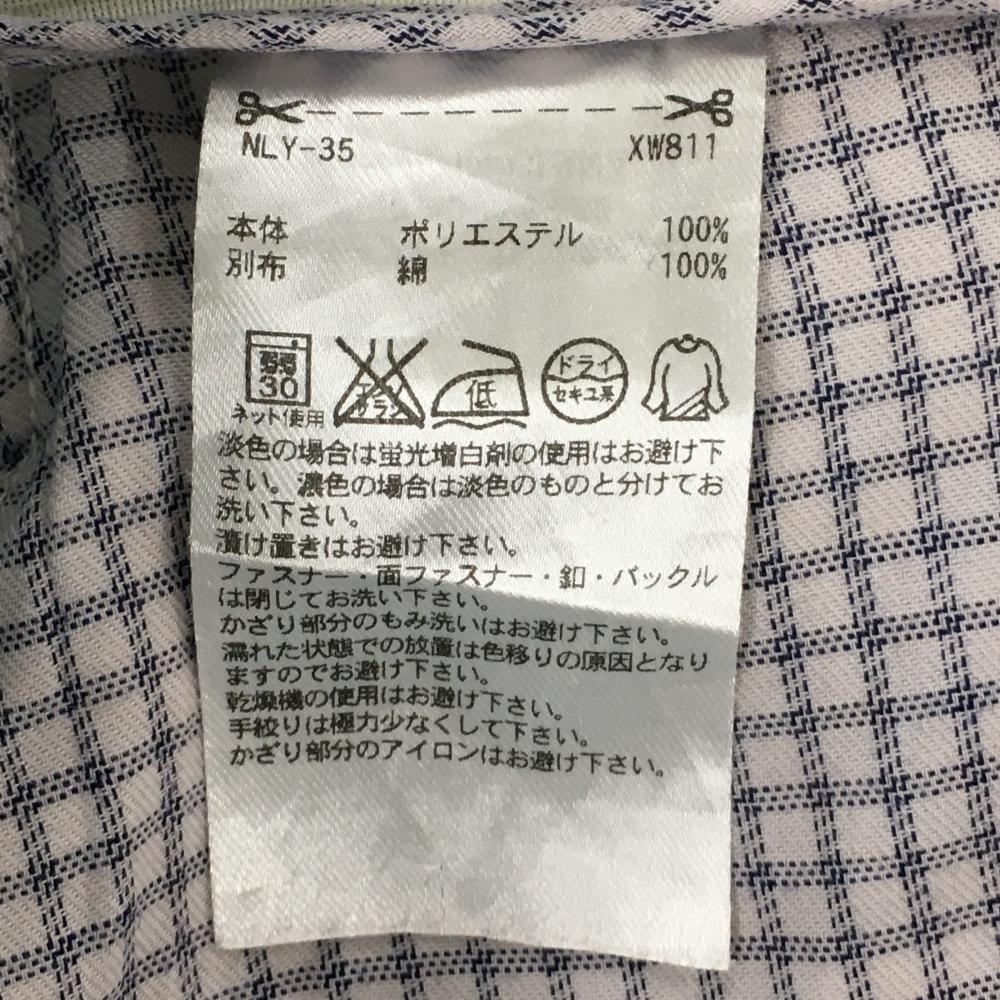 NLY-35 XW811
本体 ポリエステル 100%
別布 綿 100%
弱 30 エンソサラシ 低 ドライ セキユ系
ネット使用
淡色の場合は蛍光増白剤の使用はお避け下
さい。濃色の場合は淡色のものと分けてお
洗い下さい。
漬け置きはお避け下さい。
ファスナー・面ファスナー・釦・バックル
は閉じてお洗い下さい。
かざり部分のもみ洗いはお避け下さい。
濡れた状態での放置は色移りの原因となり
ますのでお避け下さい。
乾燥機の使用はお避け下さい。
手絞りは極力少なくして下さい。
かざり部分のアイロンはお避け下さい。